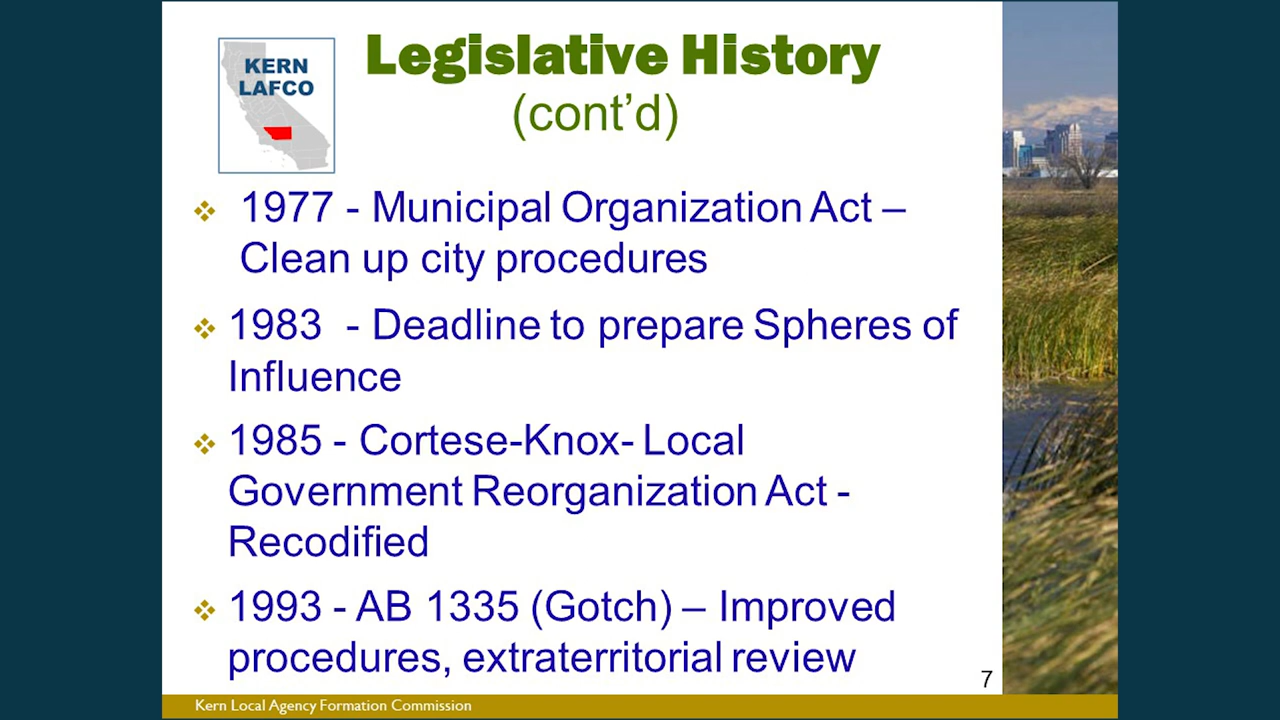 KERN
LAFCO
Legislative History
(cont’d)
❖ 1977 - Municipal Organization Act –
Clean up city procedures
❖ 1983 - Deadline to prepare Spheres of
Influence
❖ 1985 - Cortese-Knox- Local
Government Reorganization Act -
Recodified
❖ 1993 - AB 1335 (Gotch) – Improved
procedures, extraterritorial review
7
Kern Local Agency Formation Commission